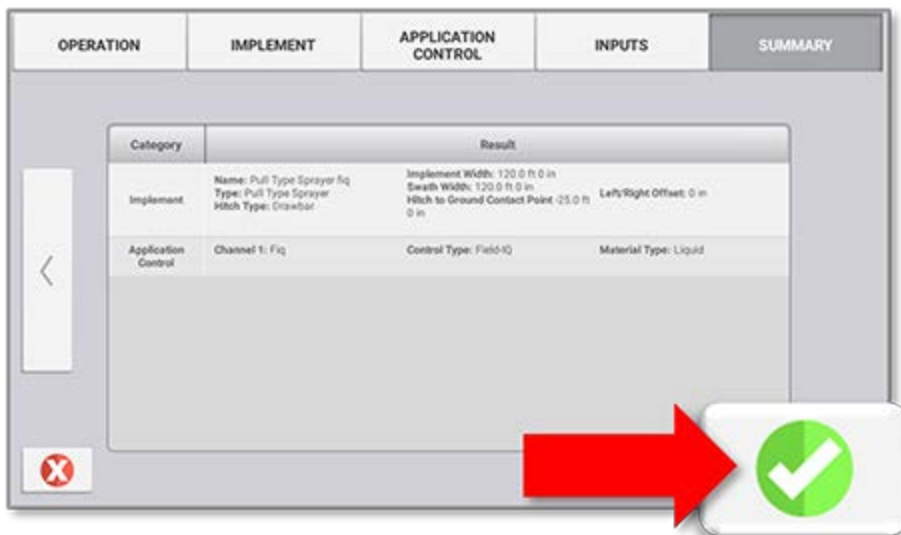 OPERATION
IMPLEMENT
APPLICATION
CONTROL
INPUTS
SUMMARY
Category
Result
Implement
Name: Pull Type Sprayer fiq
Type: Pull Type Sprayer
Hitch Type: Drawbar
Implement Width: 120.0 ft 0 in
Swath Width: 120.0 ft 0 in
Hitch to Ground Contact Point -25.0 ft
0 in
Left/Right Offset: 0 in
Application
Control
Channel 1: Fiq
Control Type: Field-IQ
Material Type: Liquid